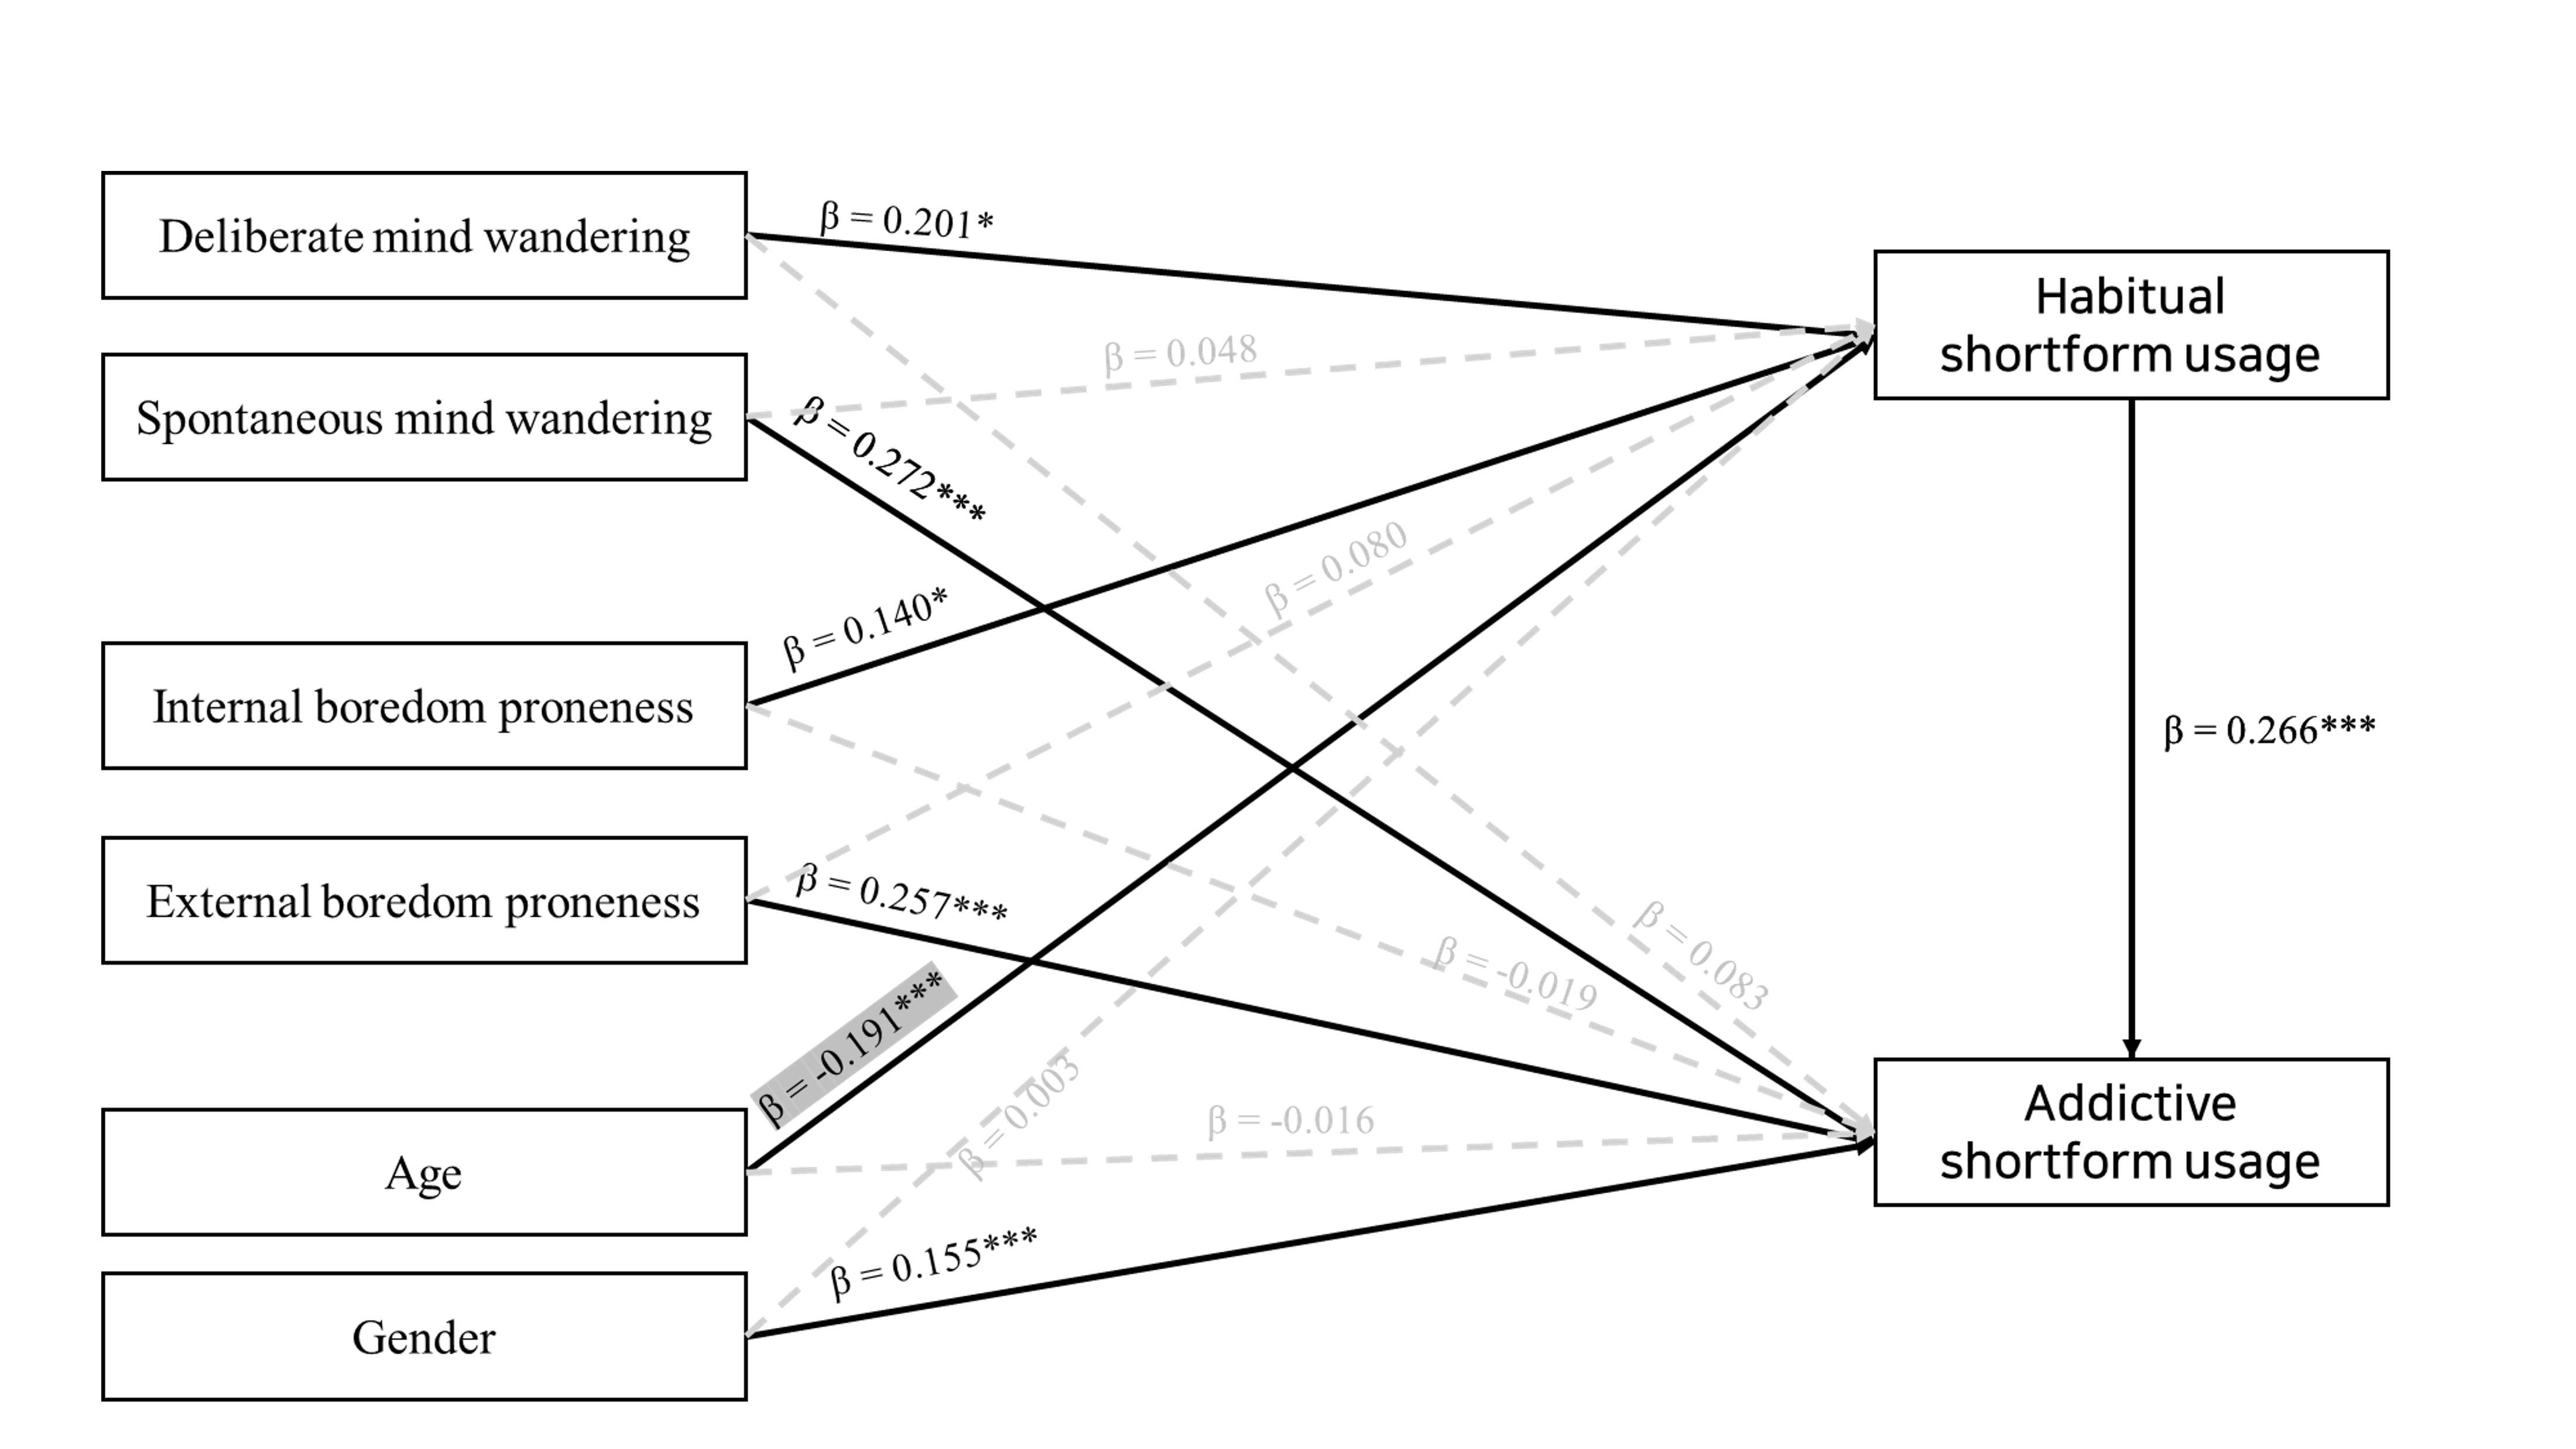 Deliberate mind wandering
Spontaneous mind wandering
Internal boredom proneness
External boredom proneness
Age
Gender
β = 0.201*
β = 0.048
β = 0.272***
β = 0.140*
β = 0.080
β = 0.257***
β = -0.019
β = 0.083
β = -0.191***
β = 0.003
β = -0.016
β = 0.155***
Habitual
shortform usage
β = 0.266***
Addictive
shortform usage